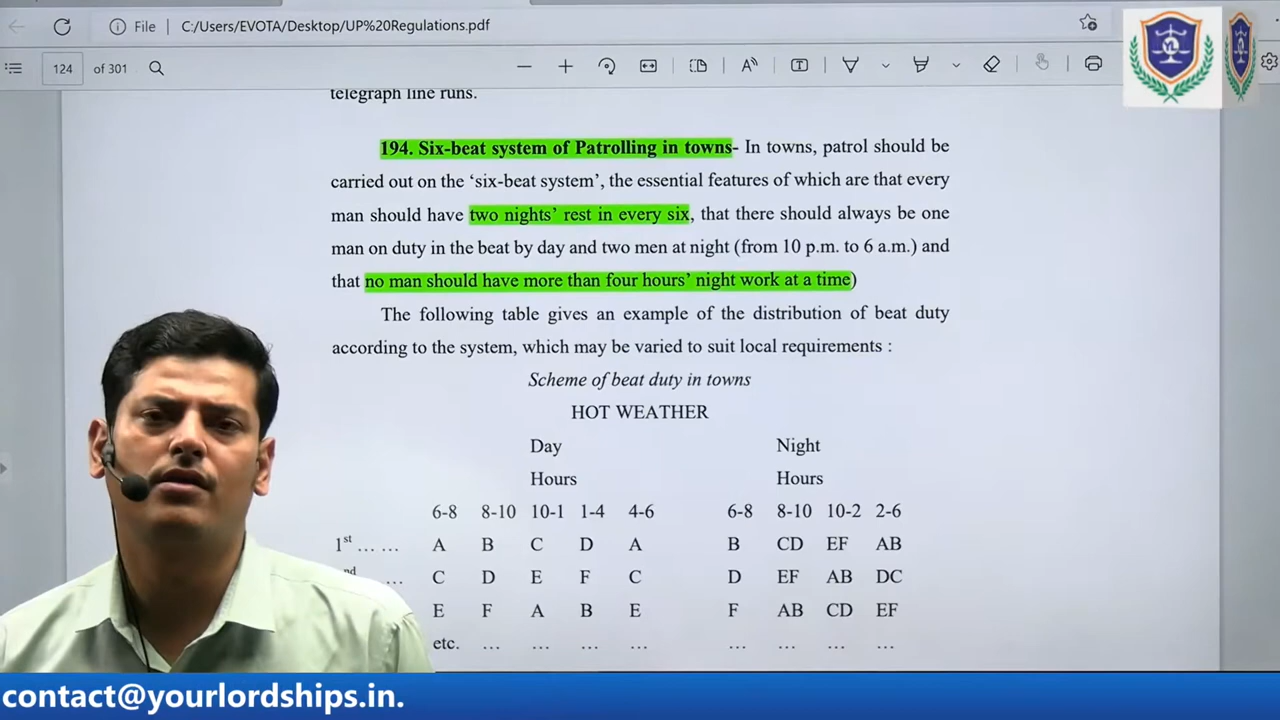 File C:/Users/EVOTA/Desktop/UP%20Regulations.pdf
124 of 301
telegraph line runs.
194. Six-beat system of Patrolling in towns- In towns, patrol should be
carried out on the ‘six-beat system’, the essential features of which are that every
man should have two nights’ rest in every six, that there should always be one
man on duty in the beat by day and two men at night (from 10 p.m. to 6 a.m.) and
that no man should have more than four hours’ night work at a time)
The following table gives an example of the distribution of beat duty
according to the system, which may be varied to suit local requirements :
Scheme of beat duty in towns
HOT WEATHER
Day Night
Hours Hours
6-8 8-10 10-1 1-4 4-6 6-8 8-10 10-2 2-6
1st ... ... A B C D A B CD EF AB
nd ... C D E F C D EF AB DC
E F A B E F AB CD EF
etc. ... ... ... ... ... ... ... ...
contact@yourlordships.in.